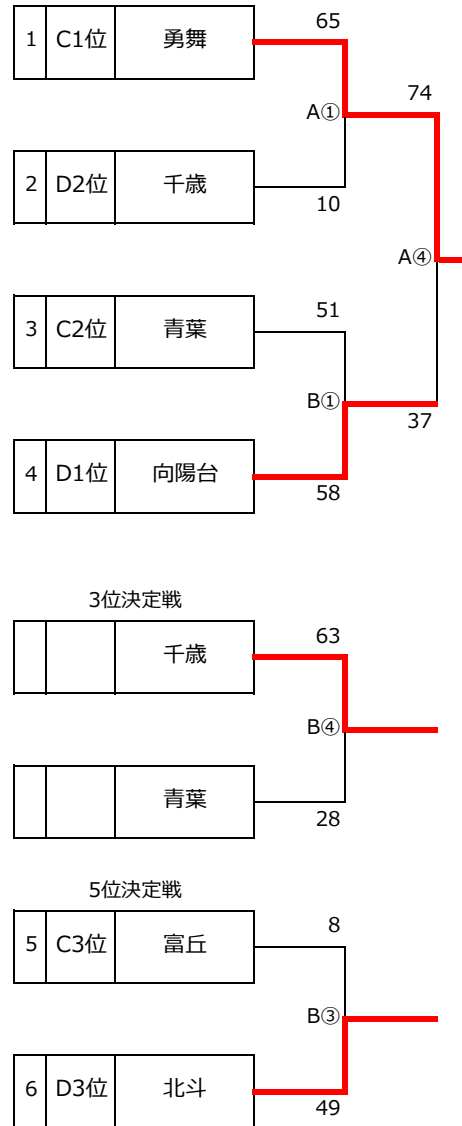 65
1 C1位 勇舞
74
A①
2 D2位 千歳
10
A④
51
3 C2位 青葉
B①
37
4 D1位 向陽台
58
3位決定戦
63
千歳
B④
青葉
28
5位決定戦
8
5 C3位 富丘
B③
6 D3位 北斗
49